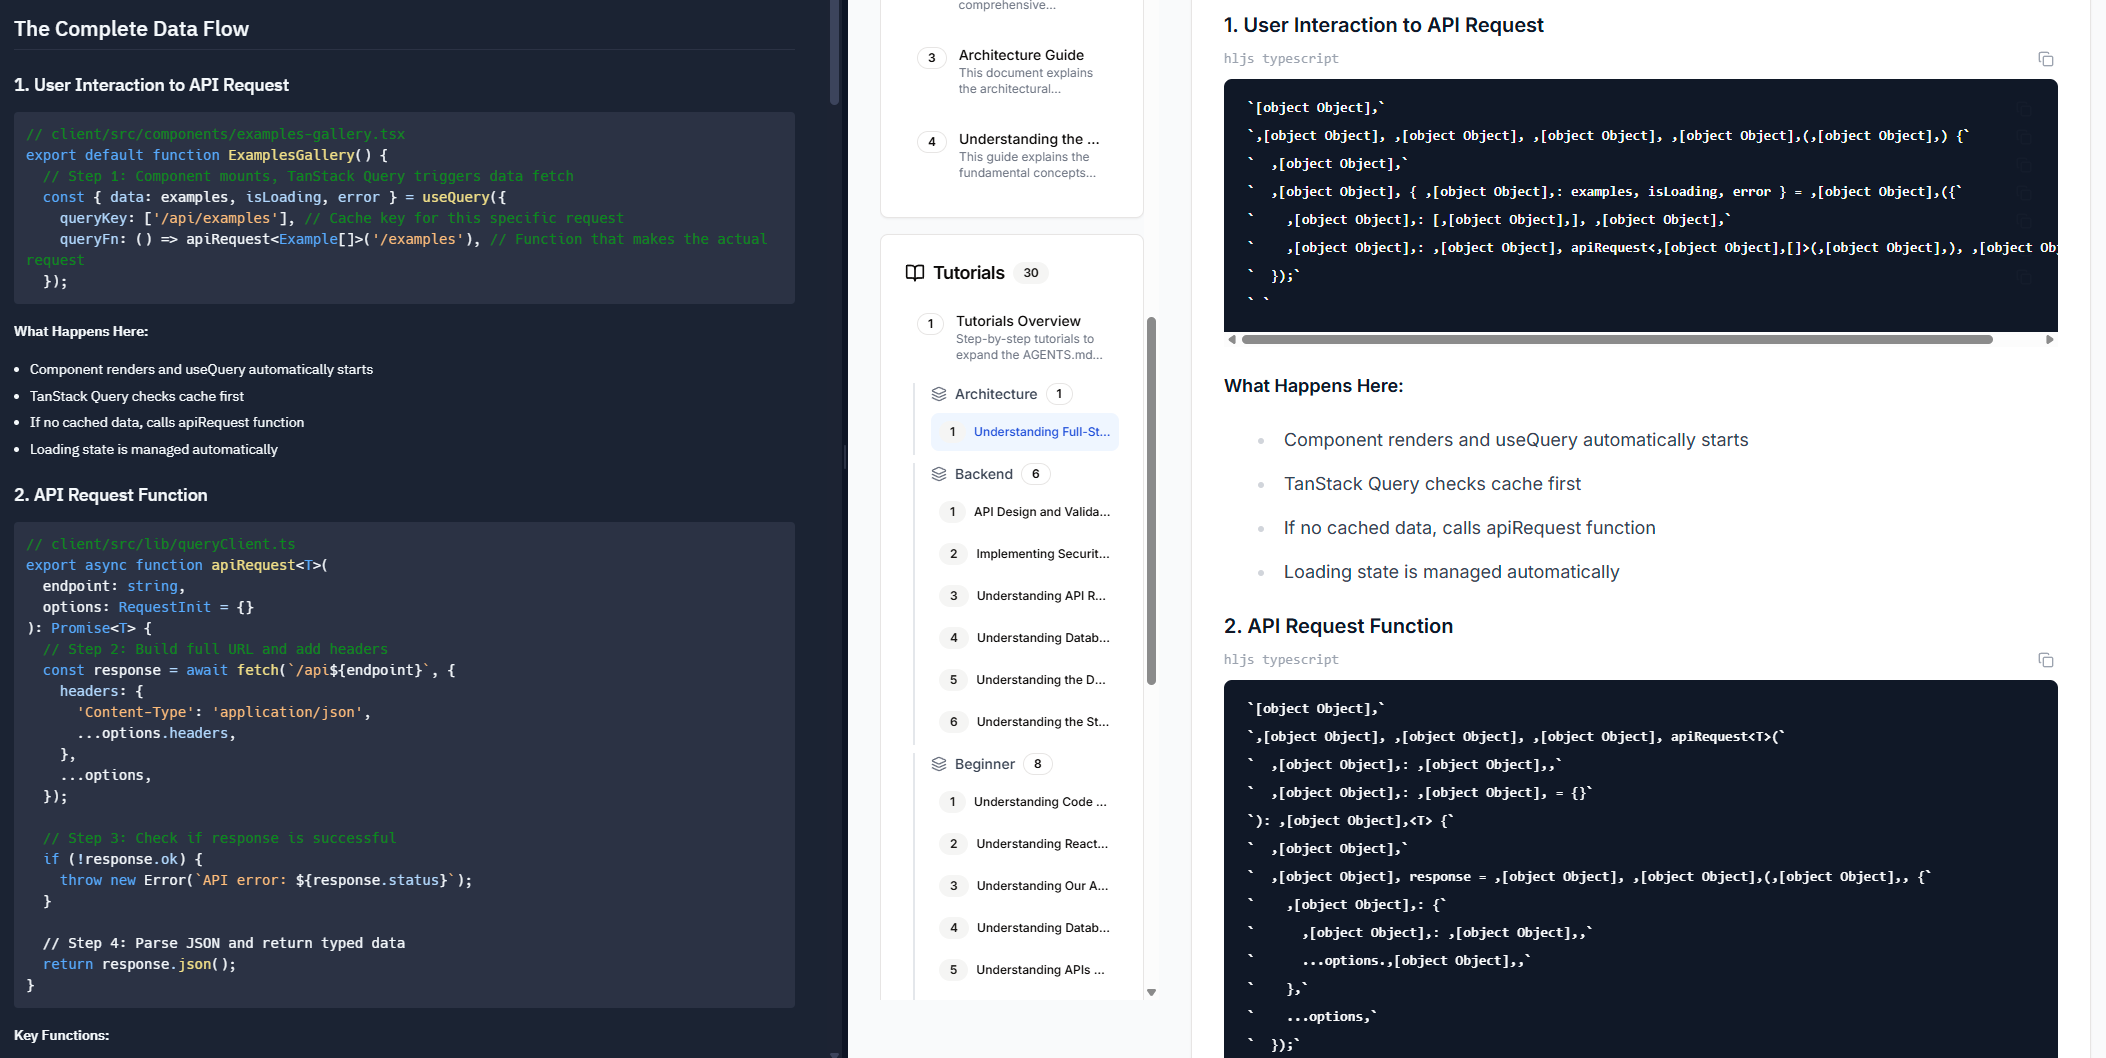 The Complete Data Flow
1. User Interaction to API Request
// client/src/components/examples-gallery.tsx
export default function ExamplesGallery() {
  // Step 1: Component mounts, TanStack Query triggers data fetch
  const { data: examples, isLoading, error } = useQuery({
    queryKey: ['/api/examples'], // Cache key for this specific request
    queryFn: () => apiRequest<Example[]>('/examples'), // Function that makes the actual
request
  });
What Happens Here:
• Component renders and useQuery automatically starts
• TanStack Query checks cache first
• If no cached data, calls apiRequest function
• Loading state is managed automatically
2. API Request Function
// client/src/lib/queryClient.ts
export async function apiRequest<T>(
  endpoint: string,
  options: RequestInit = {}
): Promise<T> {
  // Step 2: Build full URL and add headers
  const response = await fetch(`/api${endpoint}`, {
    headers: {
      'Content-Type': 'application/json',
      ...options.headers,
    },
    ...options,
  });
  // Step 3: Check if response is successful
  if (!response.ok) {
    throw new Error(`API error: ${response.status}`);
  }
  // Step 4: Parse JSON and return typed data
  return response.json();
}
Key Functions:
comprehensive...
3 Architecture Guide
This document explains
the architectural...
4 Understanding the ...
This guide explains the
fundamental concepts...
Tutorials 30
1 Tutorials Overview
Step-by-step tutorials to
expand the AGENTS.md...
Architecture 1
1 Understanding Full-St...
Backend 6
1 API Design and Valida...
2 Implementing Securit...
3 Understanding API R...
4 Understanding Datab...
5 Understanding the D...
6 Understanding the St...
Beginner 8
1 Understanding Code ...
2 Understanding React...
3 Understanding Our A...
4 Understanding Datab...
5 Understanding APIs ...
1. User Interaction to API Request
hljs typescript
`[object Object],`
`,[object Object], ,[object Object], ,[object Object], ,[object Object],(,[object Object],) {`
`  ,[object Object],`
`  ,[object Object], { ,[object Object],: examples, isLoading, error } = ,[object Object],({`
`    ,[object Object],: [,[object Object],], ,[object Object],`
`    ,[object Object],: ,[object Object], apiRequest<,[object Object],[]>(,[object Object],), ,[object Ob
`  });`
` `
What Happens Here:
• Component renders and useQuery automatically starts
• TanStack Query checks cache first
• If no cached data, calls apiRequest function
• Loading state is managed automatically
2. API Request Function
hljs typescript
`[object Object],`
`,[object Object], ,[object Object], ,[object Object], apiRequest<T>(`
`  ,[object Object],: ,[object Object],,`
`  ,[object Object],: ,[object Object], = {}`
`): ,[object Object],<T> {`
`  ,[object Object],`
`  ,[object Object], response = ,[object Object], ,[object Object],(,[object Object],, {`
`    ,[object Object],: {`
`      ,[object Object],: ,[object Object],,`
`      ...options.,[object Object],,`
`    },`
`    ...options,`
`  });`